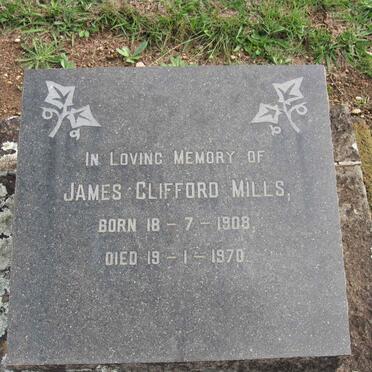 In Loving Memory of
James Clifford Mills,
Born 18-7-1908,
Died 19-1-1970.